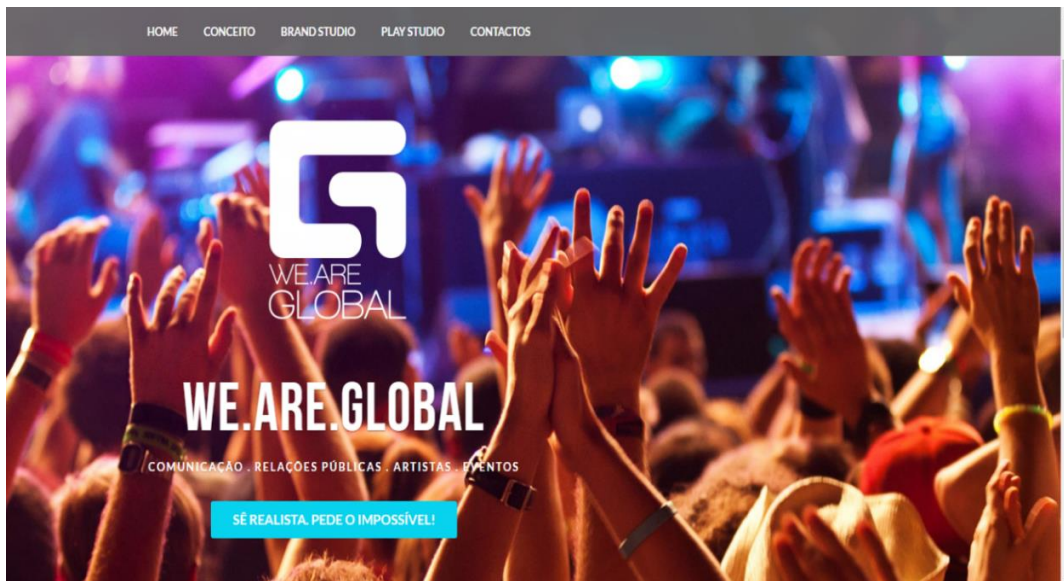 HOME CONCEITO BRAND STUDIO PLAY STUDIO CONTACTOS
WE.ARE
GLOBAL
WE.ARE.GLOBAL
COMUNICAÇÃO . RELAÇÕES PÚBLICAS . ARTISTAS . EVENTOS
SÊ REALISTA. PEDE O IMPOSSÍVEL!